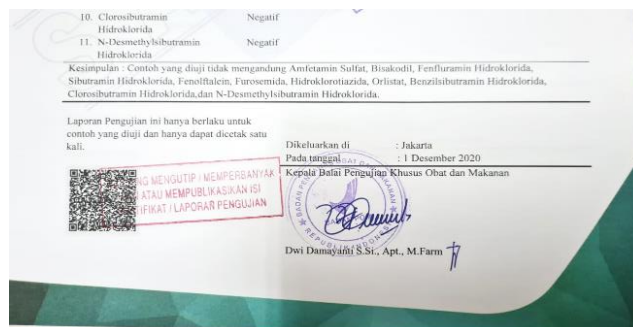 10. Clorosibutramin Negatif
Hidroklorida
11. N-Desmethylsibutramin Negatif
Hidroklorida
Kesimpulan : Contoh yang diuji tidak mengandung Amfetamin Sulfat, Bisakodil, Fenfluramin Hidroklorida,
Sibutramin Hidroklorida, Fenolftalein, Furosemida, Hidroklorotiazida, Orlistat, Benzilsibutramin Hidroklorida,
Clorosibutramin Hidroklorida,dan N-Desmethylsibutramin Hidroklorida.
Laporan Pengujian ini hanya berlaku untuk
contoh yang diuji dan hanya dapat dicetak satu
kali.
Dikeluarkan di : Jakarta
Pada tanggal : 1 Desember 2020
Kepala Balai Pengujian Khusus Obat dan Makanan
MENGUTIP / MEMPERBANYAK
ATAU MEMPUBLIKASIKAN ISI
LAPORAN PENGUJIAN
REPUBLIK INDONESIA
Dwi Damayanti S.Si., Apt., M.Farm